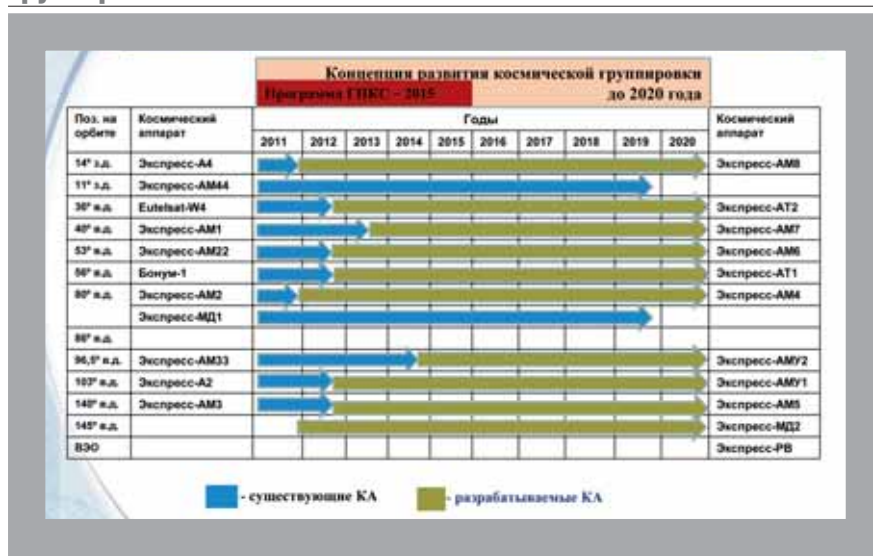 Концепция развития космической группировки
Программа ГПКС - 2015 до 2020 года
Поз. на орбите Космический аппарат Годы Космический аппарат
2011 2012 2013 2014 2015 2016 2017 2018 2019 2020
14° з.д. Экспресс-А4 Экспресс-АМ8
11° з.д. Экспресс-АМ44
36° в.д. Eutelsat-W4 Экспресс-АТ2
40° в.д. Экспресс-АМ1 Экспресс-АМ7
53° в.д. Экспресс-АМ22 Экспресс-АМ6
56° в.д. Бонум-1 Экспресс-АТ1
80° в.д. Экспресс-АМ2 Экспресс-АМ4
Экспресс-МД1
86° в.д.
96,5° в.д. Экспресс-АМ33 Экспресс-АМУ2
103° в.д. Экспресс-А2 Экспресс-АМУ1
140° в.д. Экспресс-АМ3 Экспресс-АМ5
145° в.д. Экспресс-МД2
ВЭО Экспресс-РВ
- существующие КА - разрабатываемые КА